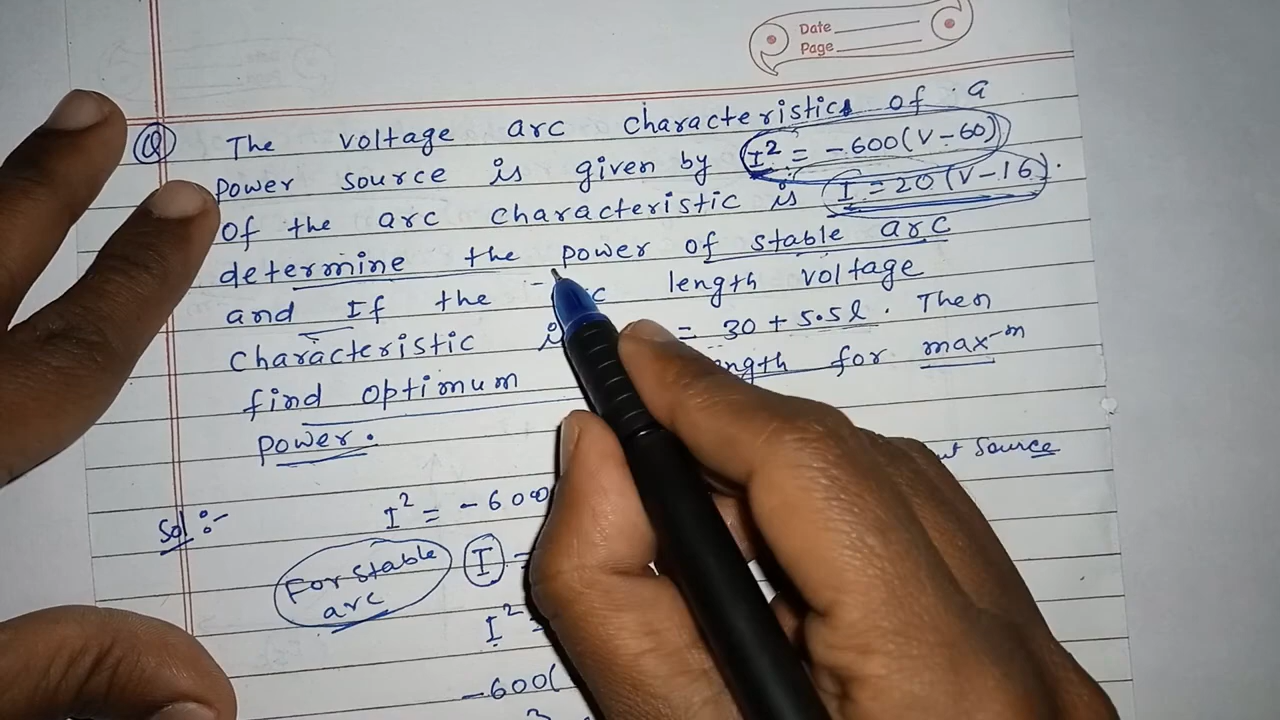 Date
Page
Q The voltage arc characteristics of a
power source is given by I² = -600(V-60)
of the arc characteristic is I = 20(V-16).
determine the power of stable arc
and If the length voltage
characteristic = 30 + 5.5l. Then
find optimum for max-m
power.
Source
Sol:- I² = -600
For stable I =
arc
I² =
-600(